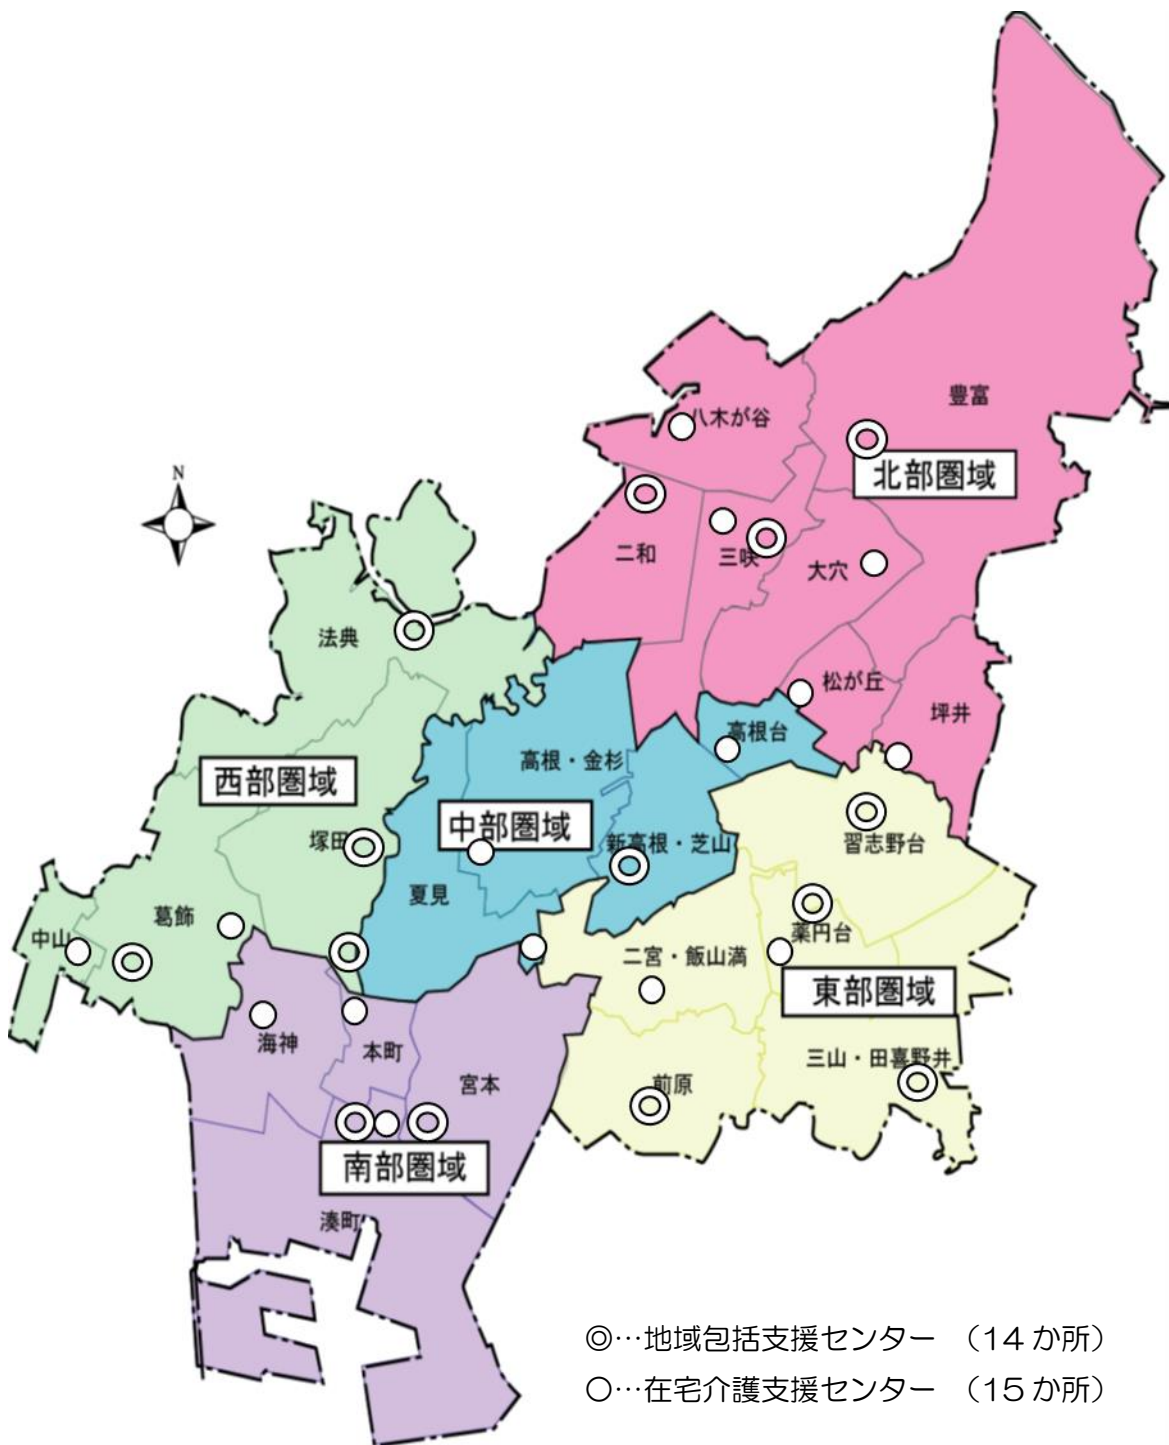 豊富
八木が谷
北部圏域
N
二和
三咲
大穴
法典
松が丘
坪井
高根台
高根・金杉
西部圏域
中部圏域
塚田
新高根・芝山
習志野台
夏見
葛飾
薬円台
中山
二宮・飯山満
東部圏域
海神
本町
三山・田喜野井
宮本
前原
南部圏域
湊町
◎…地域包括支援センター （14か所）
○…在宅介護支援センター （15か所）